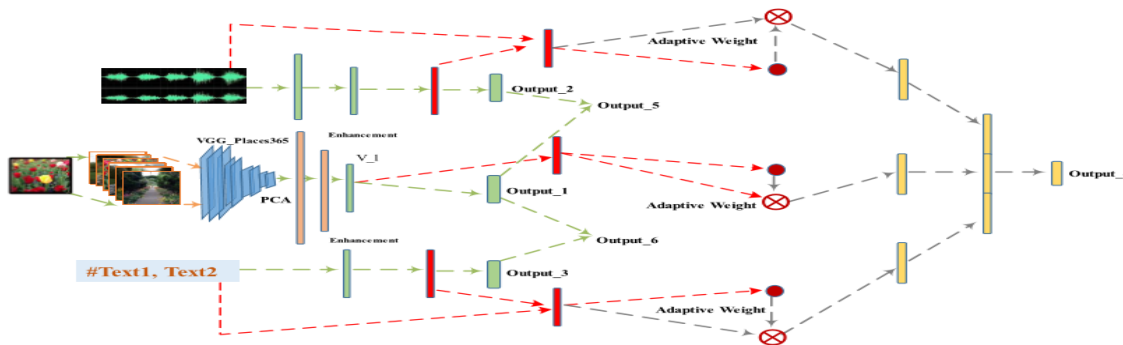 Adaptive Weight
Output_2
Output_5
Enhancement
VGG_Places365
V_1
PCA
Output_1
Adaptive Weight
Output_
Output_6
Enhancement
#Text1, Text2
Output_3
Adaptive Weight